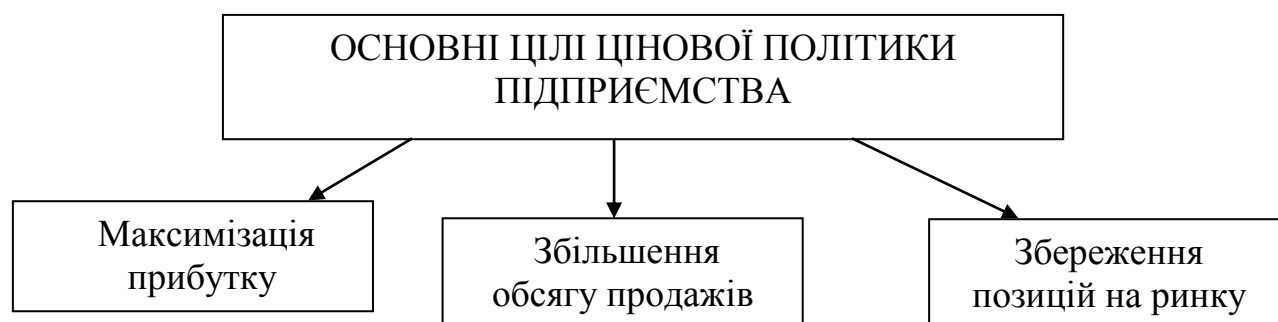 ОСНОВНІ ЦІЛІ ЦІНОВОЇ ПОЛІТИКИ
ПІДПРИЄМСТВА
Максимізація
прибутку
Збільшення
обсягу продажів
Збереження
позицій на ринку